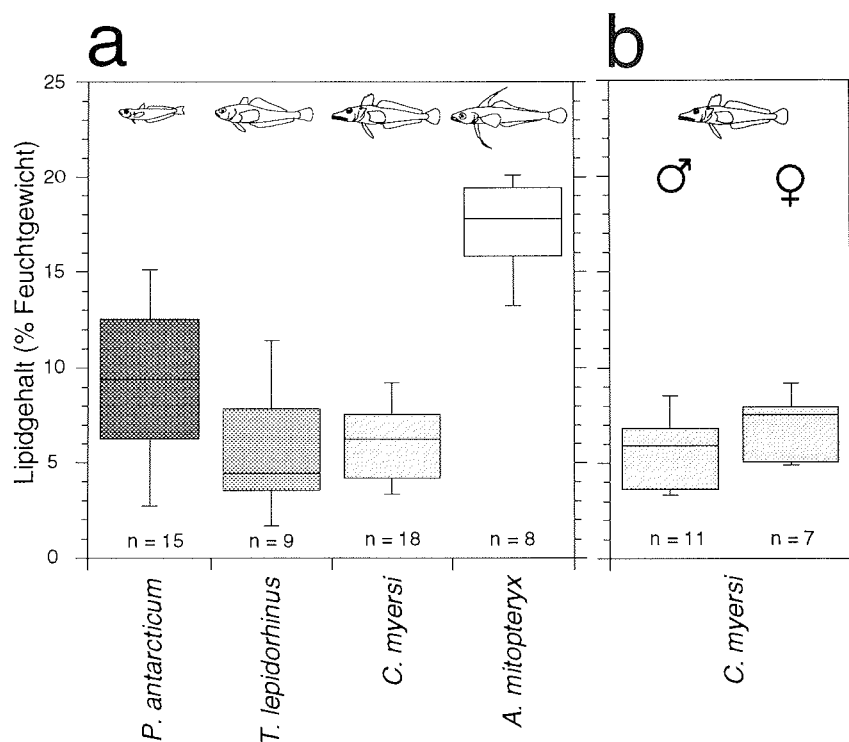 a
b
Lipidgehalt (% Feuchtgewicht)
25
20
15
10
5
0
♂ ♀
n = 15 n = 9 n = 18 n = 8
n = 11 n = 7
P. antarcticum
T. lepidorhinus
C. myersi
A. mitopteryx
C. myersi